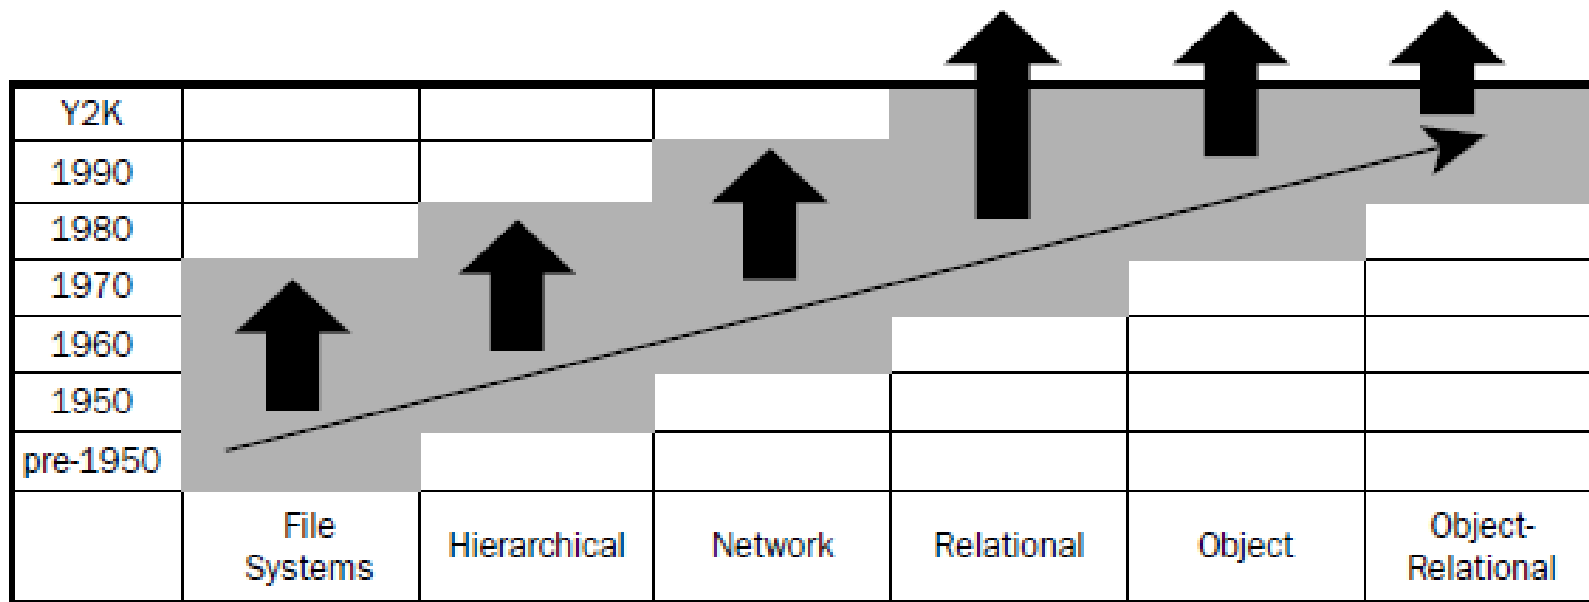 Y2K
1990
1980
1970
1960
1950
pre-1950
File
Systems
Hierarchical
Network
Relational
Object
Object-
Relational